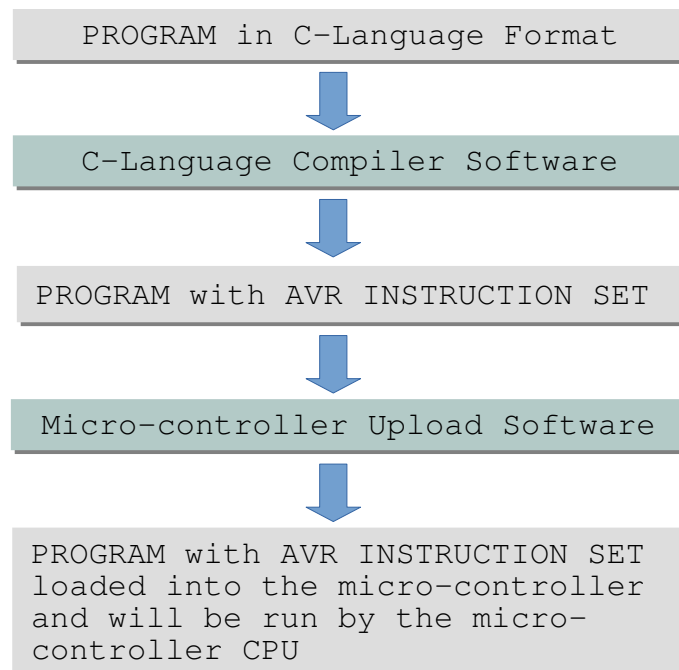 PROGRAM in C-Language Format
C-Language Compiler Software
PROGRAM with AVR INSTRUCTION SET
Micro-controller Upload Software
PROGRAM with AVR INSTRUCTION SET
loaded into the micro-controller
and will be run by the micro-
controller CPU